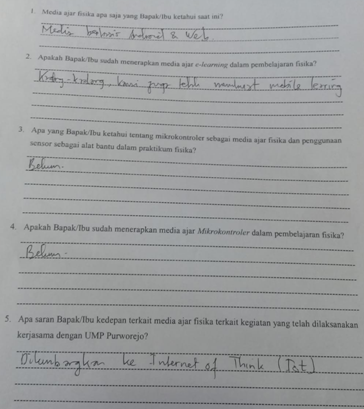 1. Media ajar fisika apa saja yang Bapak/Ibu ketahui saat ini?
Media berbasis Android & Web.
2. Apakah Bapak/Ibu sudah menerapkan media ajar e-learning dalam pembelajaran fisika?
Kadang-kadang, kami juga telah membuat mobile learning
3. Apa yang Bapak/Ibu ketahui tentang mikrokontroler sebagai media ajar fisika dan penggunaan
sensor sebagai alat bantu dalam praktikum fisika?
Belum.
4. Apakah Bapak/Ibu sudah menerapkan media ajar Mikrokontroler dalam pembelajaran fisika?
Belum.
5. Apa saran Bapak/Ibu kedepan terkait media ajar fisika terkait kegiatan yang telah dilaksanakan
kerjasama dengan UMP Purworejo?
Dikembangkan ke Internet of Think (Iot)